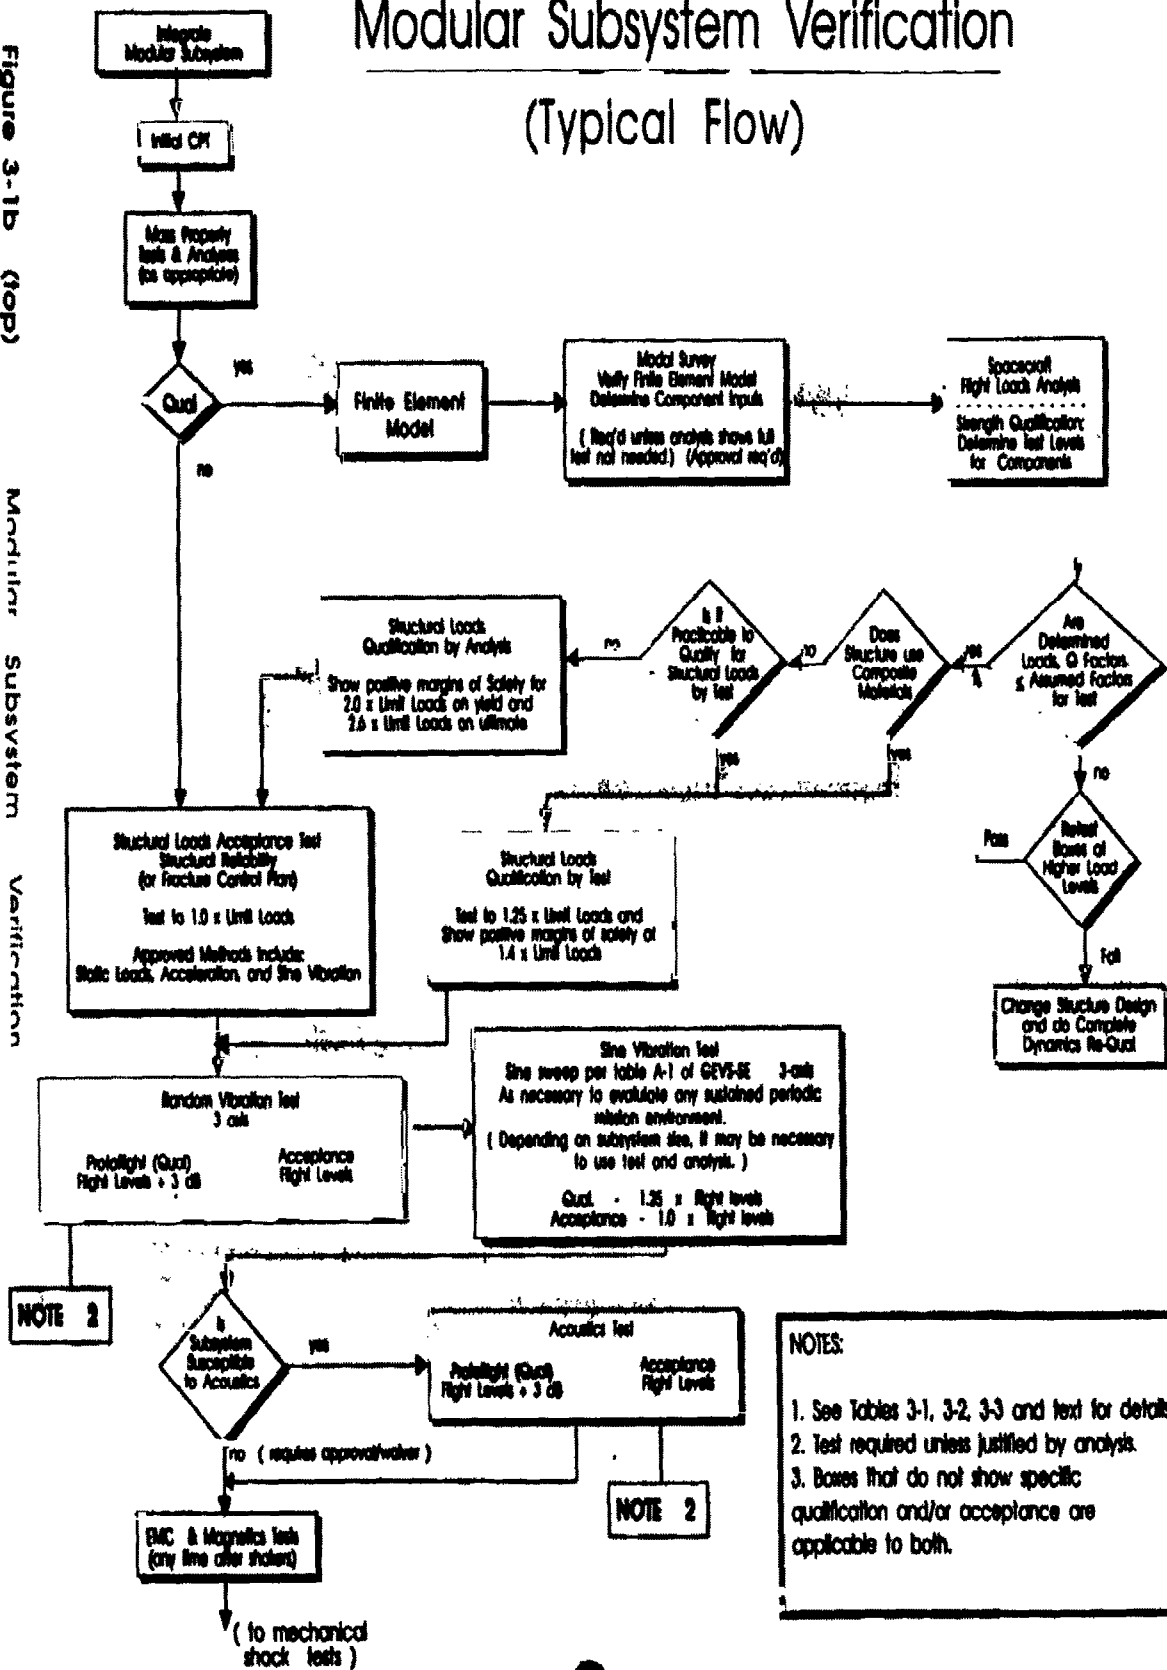 Modular Subsystem Verification
(Typical Flow)
Figure 3-1b (top) Modular Subsystem Verification
Integrate
Modular Subsystem
Initial CPT
Mass Property
Tests & Analyses
(as appropriate)
Qual
yes
no
Finite Element
Model
Modal Survey
Verify Finite Element Model
Determine Component Inputs
( Req'd unless analysis shows full
test not needed.) (Approval req'd)
Spacecraft
Flight Loads Analysis
Strength Qualification:
Determine Test Levels
for Components
Are
Determined
Loads, Q Factors
≤ Assumed Factors
for Test
yes
no
Does
Structure use
Composite
Materials
no
yes
Is it
Practicable to
Qualify for
Structural Loads
by Test
no
yes
Structural Loads
Qualification by Analysis
Show positive margins of Safety for
2.0 x Limit Loads on yield and
2.6 x Limit Loads on ultimate
Retest
Boxes at
Higher Load
Levels
Pass
Fail
Change Structure Design
and do Complete
Dynamics Re-Qual
Structural Loads Acceptance Test
Structural Reliability
(or Fracture Control Plan)
Test to 1.0 x Limit Loads
Approved Methods Include:
Static Loads, Acceleration, and Sine Vibration
Structural Loads
Qualification by Test
Test to 1.25 x Limit Loads and
Show positive margins of safety at
1.4 x Limit Loads
Random Vibration Test
3 axis
Protoflight (Qual)
Flight Levels + 3 dB
Acceptance
Flight Levels
NOTE 2
Sine Vibration Test
Sine sweep per table A-1 of GEVS-SE 3-axis
As necessary to evalulate any sustained periodic
mission environment.
( Depending on subsystem size, it may be necessary
to use test and analysis. )
Qual. - 1.25 x flight levels
Acceptance - 1.0 x flight levels
Is
Subsystem
Susceptible
to Acoustics
yes
no ( requires approval/waiver )
Acoustics Test
Protoflight (Qual)
Flight Levels + 3 dB
Acceptance
Flight Levels
NOTE 2
EMC & Magnetics Tests
(any time after shakers)
( to mechanical
shock tests )
NOTES:
1. See Tables 3-1, 3-2, 3-3 and text for details
2. Test required unless justified by analysis.
3. Boxes that do not show specific
qualification and/or acceptance are
applicable to both.